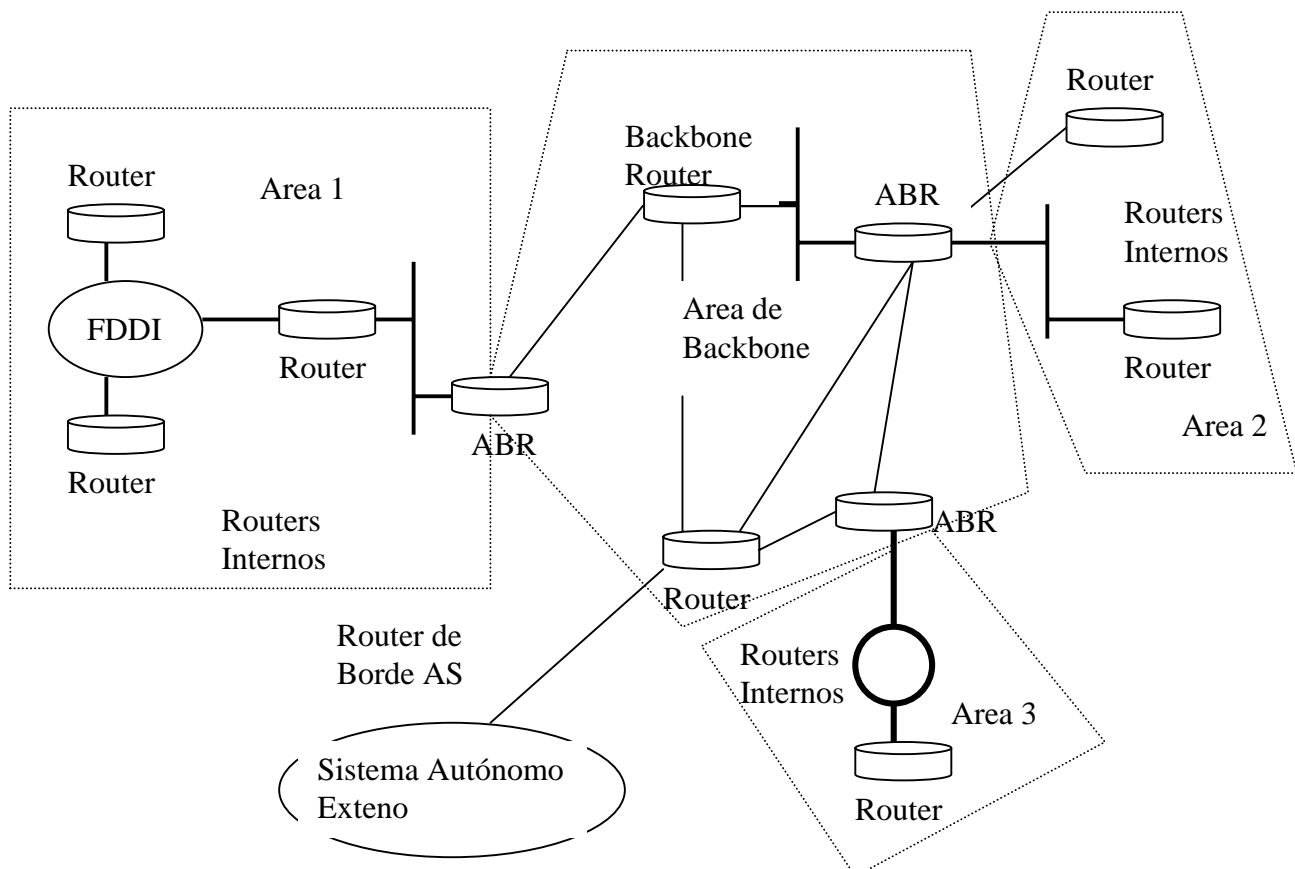 Router
Area 1
FDDI
Router
Router
Routers
Internos
ABR
Backbone
Router
ABR
Area de
Backbone
Router
ABR
Router
Routers
Internos
Router
Area 2
Routers
Internos
Area 3
Router
Router de
Borde AS
Sistema Autónomo
Exteno